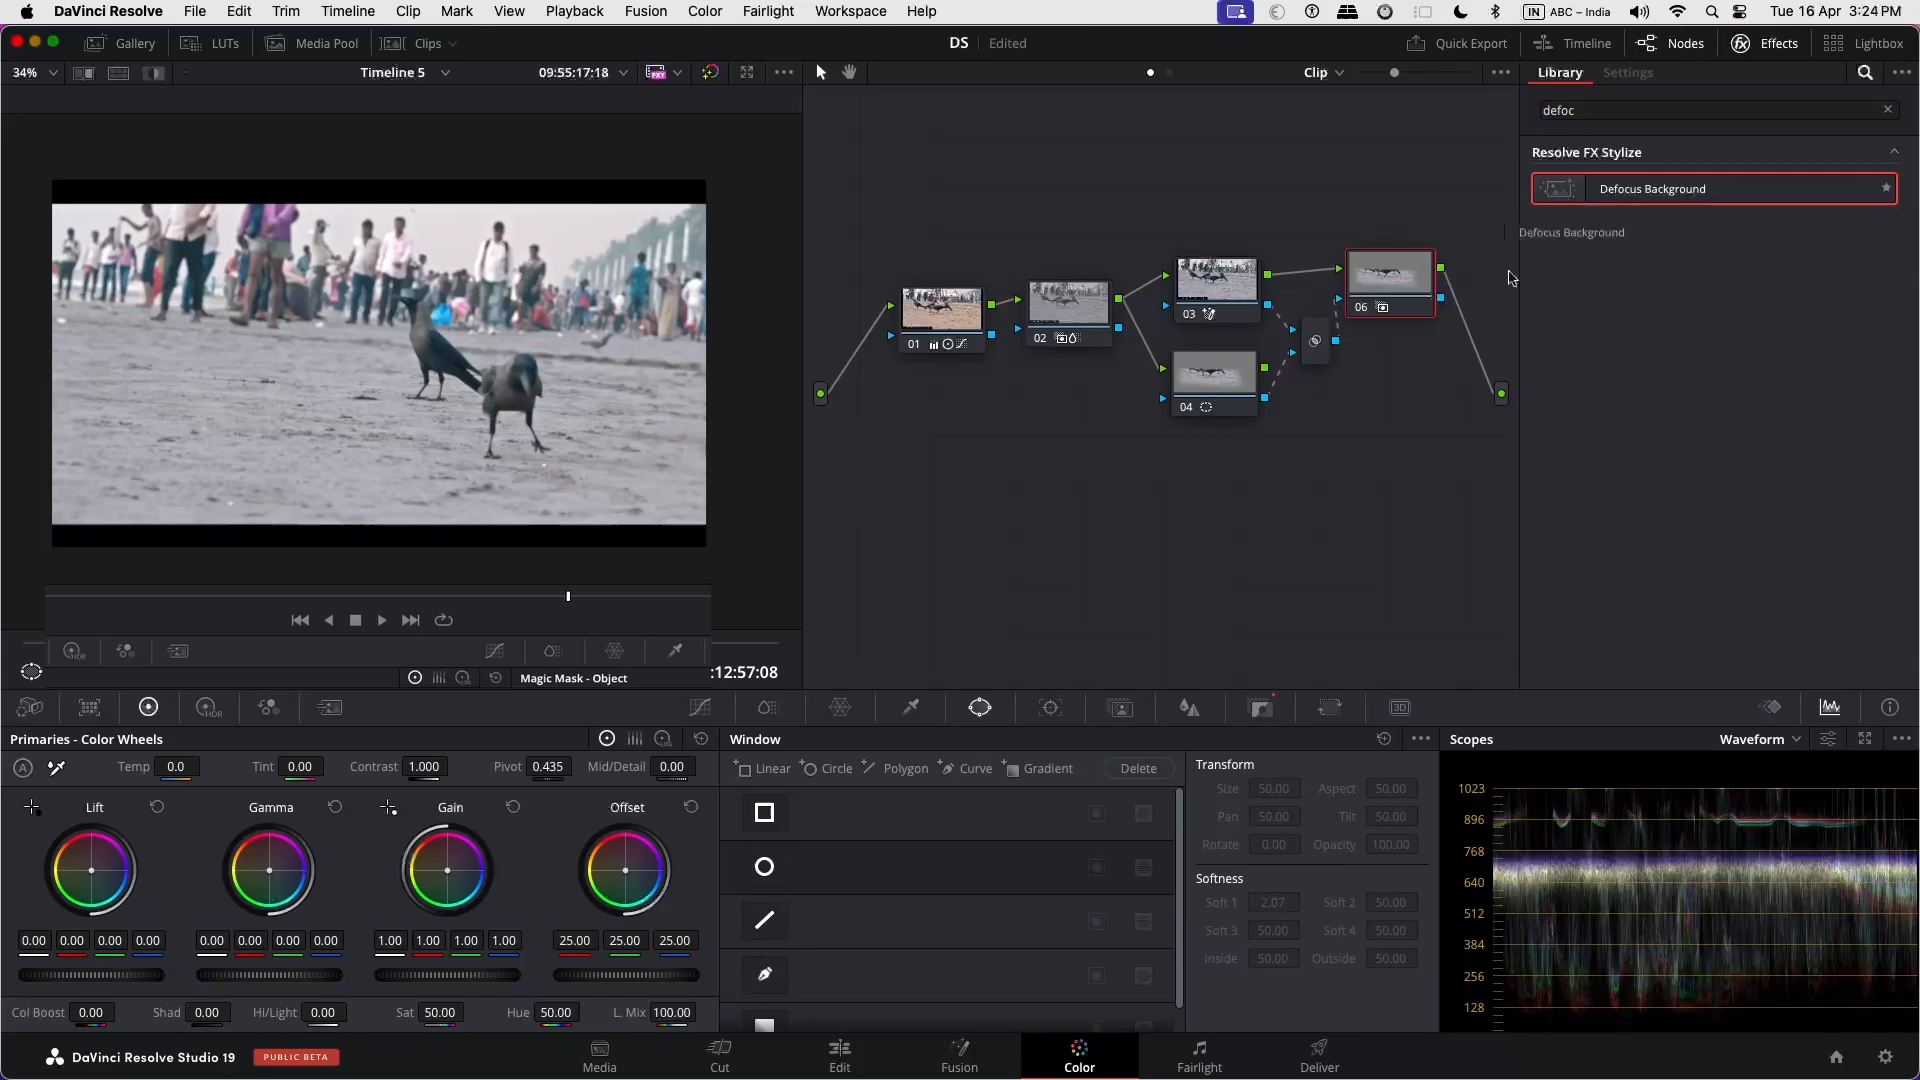 DaVinci Resolve File Edit Trim Timeline Clip Mark View Playback Fusion Color Fairlight Workspace Help IN ABC – India Tue 16 Apr 3:24 PM
Gallery LUTs Media Pool Clips DS Edited Quick Export Timeline Nodes Effects Lightbox
34% Timeline 5 09:55:17:18 Clip Library Settings
defoc
Resolve FX Stylize
Defocus Background
Defocus Background
01
02
03
04
06
:12:57:08
Magic Mask - Object
HDR
HDR
3D
Primaries - Color Wheels
Temp 0.0 Tint 0.00 Contrast 1.000 Pivot 0.435 Mid/Detail 0.00
Lift Gamma Gain Offset
0.00 0.00 0.00 0.00 0.00 0.00 0.00 0.00 1.00 1.00 1.00 1.00 25.00 25.00 25.00
Col Boost 0.00 Shad 0.00 Hi/Light 0.00 Sat 50.00 Hue 50.00 L. Mix 100.00
Window
Linear Circle Polygon Curve Gradient Delete
Transform
Size 50.00 Aspect 50.00
Pan 50.00 Tilt 50.00
Rotate 0.00 Opacity 100.00
Softness
Soft 1 2.07 Soft 2 50.00
Soft 3 50.00 Soft 4 50.00
Inside 50.00 Outside 50.00
Scopes Waveform
1023
896
768
640
512
384
256
128
DaVinci Resolve Studio 19 PUBLIC BETA
Media Cut Edit Fusion Color Fairlight Deliver